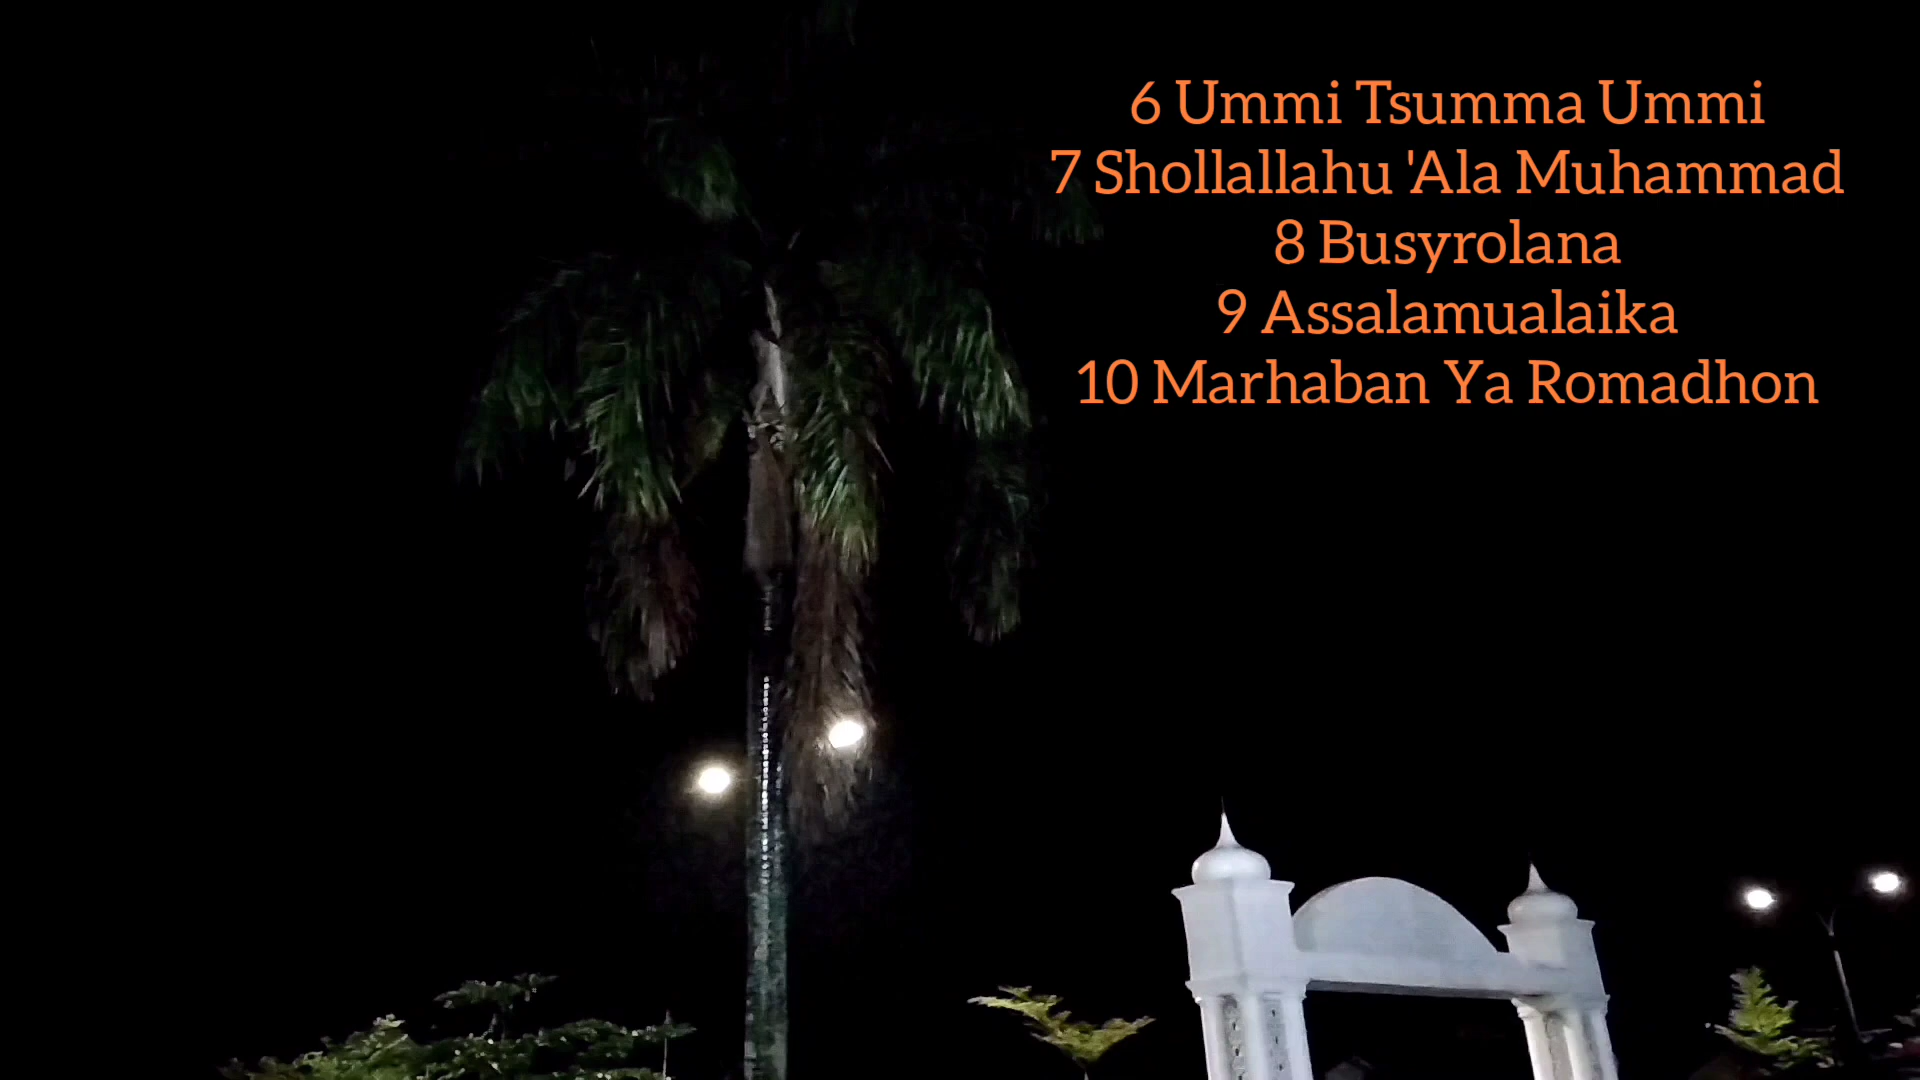 6 Ummi Tsumma Ummi
7 Shollallahu 'Ala Muhammad
8 Busyrolana
9 Assalamualaika
10 Marhaban Ya Romadhon